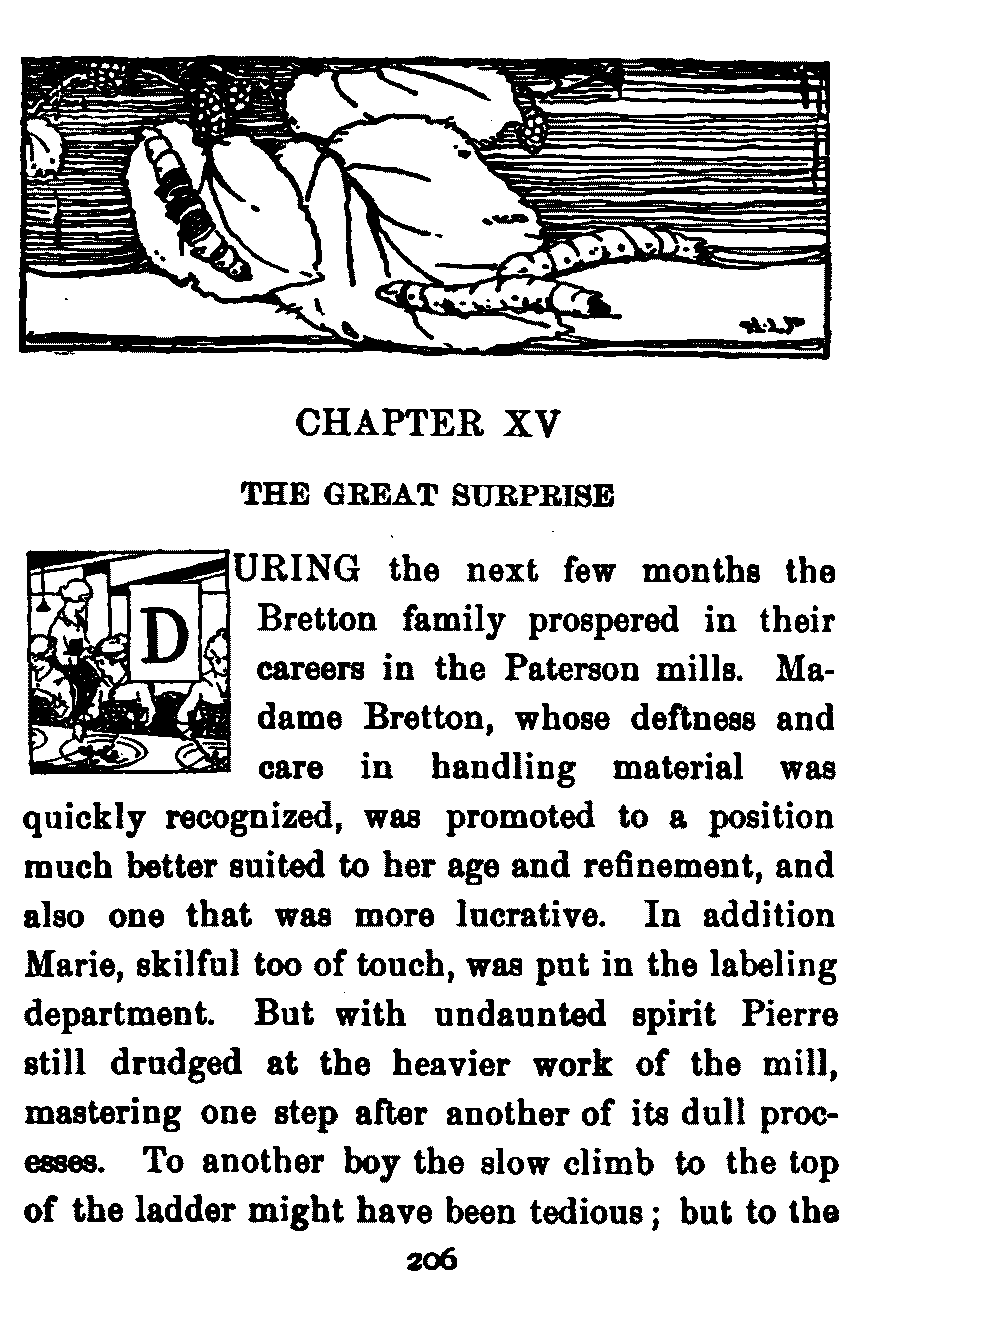 CHAPTER XV
THE GREAT SURPRISE
DURING the next few months the
Bretton family prospered in their
careers in the Paterson mills. Ma-
dame Bretton, whose deftness and
care in handling material was
quickly recognized, was promoted to a position
much better suited to her age and refinement, and
also one that was more lucrative. In addition
Marie, skilful too of touch, was put in the labeling
department. But with undaunted spirit Pierre
still drudged at the heavier work of the mill,
mastering one step after another of its dull proc-
esses. To another boy the slow climb to the top
of the ladder might have been tedious; but to the
206